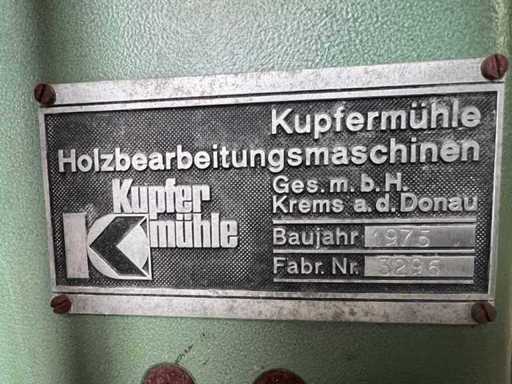 Kupfermühle
Holzbearbeitungsmaschinen
Kupfer
mühle
Ges.m.b.H.
Krems a.d.Donau
Baujahr 1975
Fabr. Nr. 3296